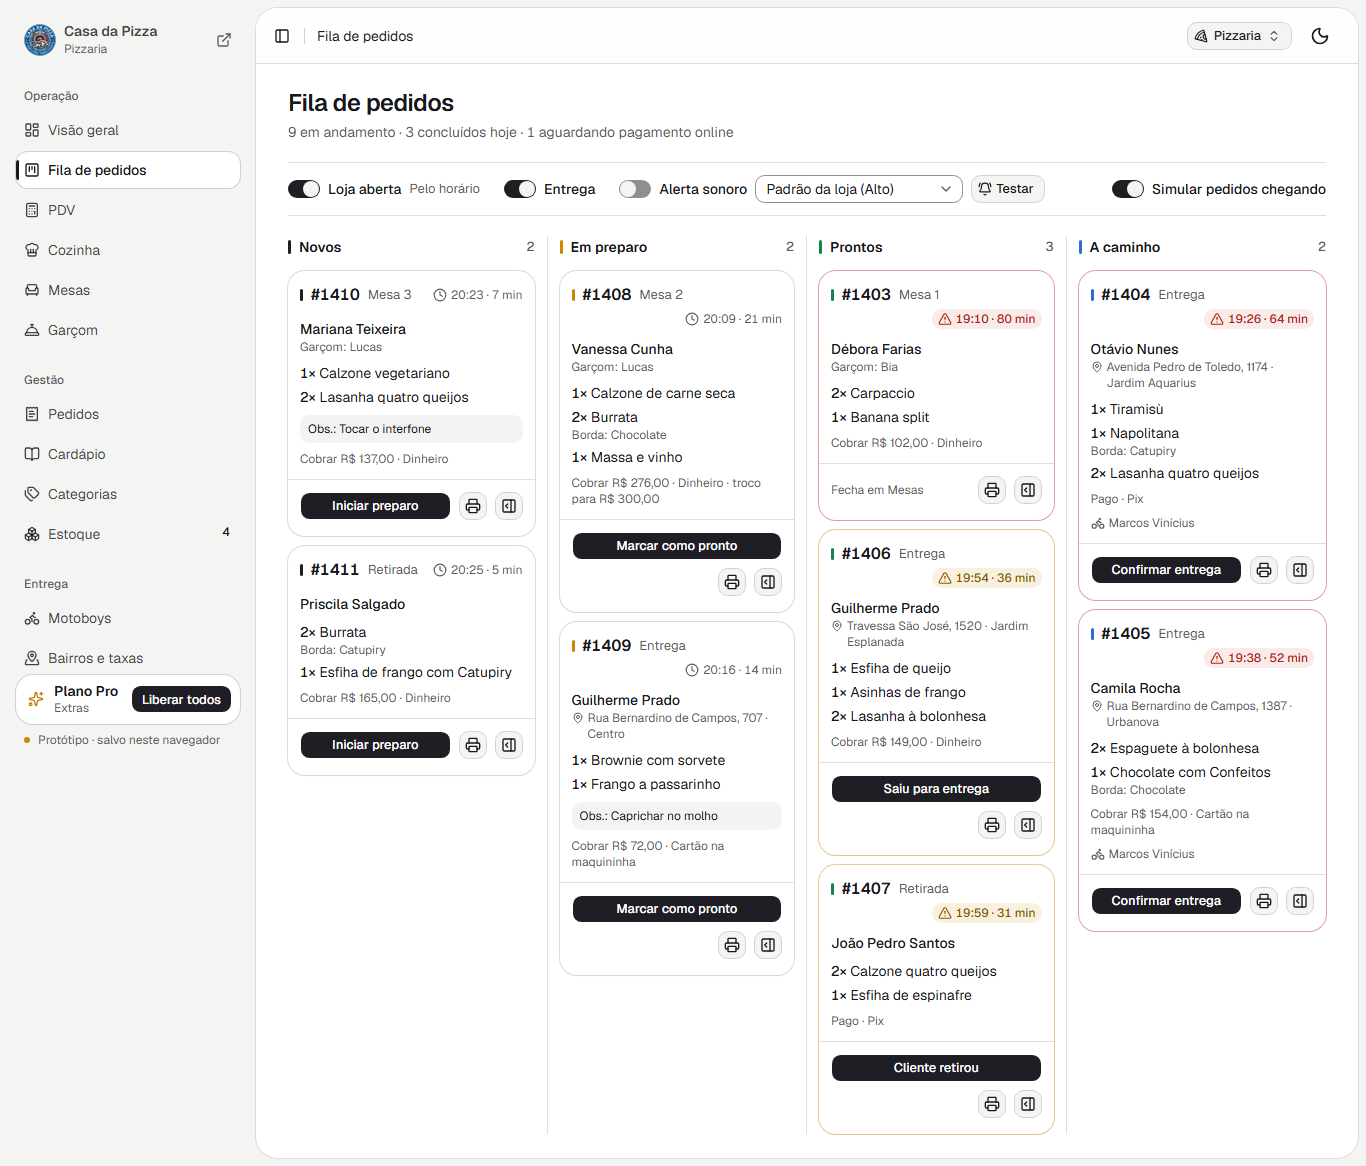 Casa da Pizza
Pizzaria
Operação
Visão geral
Fila de pedidos
PDV
Cozinha
Mesas
Garçom
Gestão
Pedidos
Cardápio
Categorias
Estoque 4
Entrega
Motoboys
Bairros e taxas
Plano Pro
Extras
Liberar todos
Protótipo · salvo neste navegador
Fila de pedidos
Pizzaria
Fila de pedidos
9 em andamento · 3 concluídos hoje · 1 aguardando pagamento online
Loja aberta Pelo horário Entrega Alerta sonoro Padrão da loja (Alto) Testar Simular pedidos chegando
Novos 2
#1410 Mesa 3 20:23 · 7 min
Mariana Teixeira
Garçom: Lucas
1× Calzone vegetariano
2× Lasanha quatro queijos
Obs.: Tocar o interfone
Cobrar R$ 137,00 · Dinheiro
Iniciar preparo
#1411 Retirada 20:25 · 5 min
Priscila Salgado
2× Burrata
Borda: Catupiry
1× Esfiha de frango com Catupiry
Cobrar R$ 165,00 · Dinheiro
Iniciar preparo
Em preparo 2
#1408 Mesa 2
20:09 · 21 min
Vanessa Cunha
Garçom: Lucas
1× Calzone de carne seca
2× Burrata
Borda: Chocolate
1× Massa e vinho
Cobrar R$ 276,00 · Dinheiro · troco
para R$ 300,00
Marcar como pronto
#1409 Entrega
20:16 · 14 min
Guilherme Prado
Rua Bernardino de Campos, 707 ·
Centro
1× Brownie com sorvete
1× Frango a passarinho
Obs.: Caprichar no molho
Cobrar R$ 72,00 · Cartão na
maquininha
Marcar como pronto
Prontos 3
#1403 Mesa 1
19:10 · 80 min
Débora Farias
Garçom: Bia
2× Carpaccio
1× Banana split
Cobrar R$ 102,00 · Dinheiro
Fecha em Mesas
#1406 Entrega
19:54 · 36 min
Guilherme Prado
Travessa São José, 1520 · Jardim
Esplanada
1× Esfiha de queijo
1× Asinhas de frango
2× Lasanha à bolonhesa
Cobrar R$ 149,00 · Dinheiro
Saiu para entrega
#1407 Retirada
19:59 · 31 min
João Pedro Santos
2× Calzone quatro queijos
1× Esfiha de espinafre
Pago · Pix
Cliente retirou
A caminho 2
#1404 Entrega
19:26 · 64 min
Otávio Nunes
Avenida Pedro de Toledo, 1174 ·
Jardim Aquarius
1× Tiramisù
1× Napolitana
Borda: Catupiry
2× Lasanha quatro queijos
Pago · Pix
Marcos Vinícius
Confirmar entrega
#1405 Entrega
19:38 · 52 min
Camila Rocha
Rua Bernardino de Campos, 1387 ·
Urbanova
2× Espaguete à bolonhesa
1× Chocolate com Confeitos
Borda: Chocolate
Cobrar R$ 154,00 · Cartão na
maquininha
Marcos Vinícius
Confirmar entrega